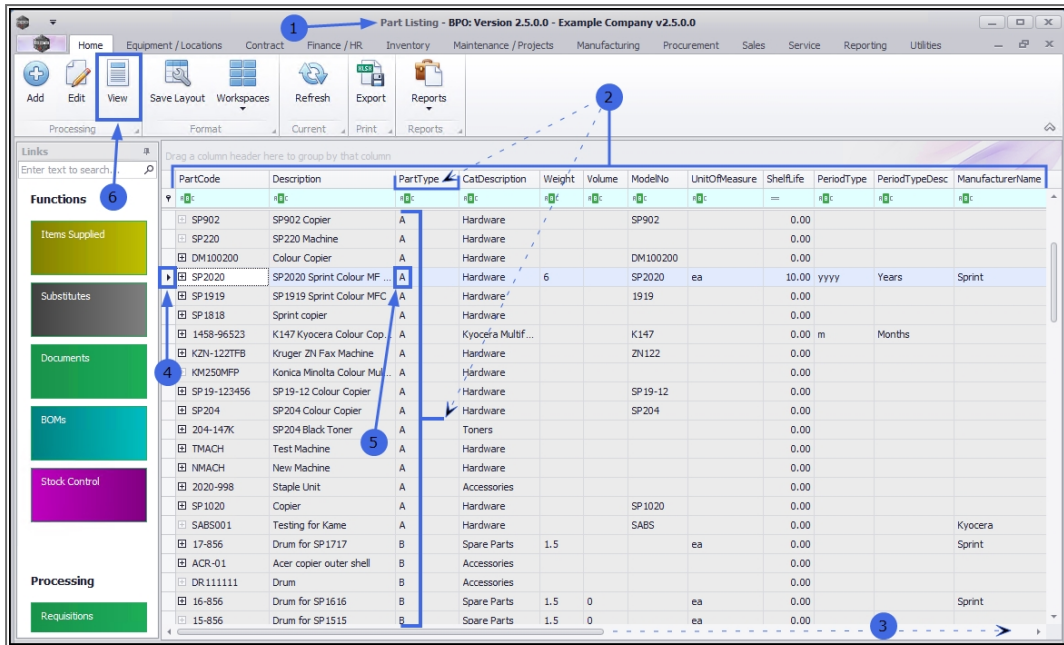 Part Listing - BPO: Version 2.5.0.0 - Example Company v2.5.0.0
1
Home Equipment / Locations Contract Finance / HR Inventory Maintenance / Projects Manufacturing Procurement Sales Service Reporting Utilities
Add Edit View Save Layout Workspaces Refresh Export Reports
XLSX
2
Processing Format Current Print Reports
Links
Drag a column header here to group by that column
Enter text to search...
6
PartCode Description PartType CatDescription Weight Volume ModelNo UnitOfMeasure ShelfLife PeriodType PeriodTypeDesc ManufacturerName
Functions
Items Supplied
Substitutes
Documents
BOMs
Stock Control
Processing
Requisitions
SP902 SP902 Copier A Hardware SP902 0.00
SP220 SP220 Machine A Hardware 0.00
DM100200 Colour Copier A Hardware DM100200 0.00
SP2020 SP2020 Sprint Colour MF ... A Hardware 6 SP2020 ea 10.00 yyyy Years Sprint
SP1919 SP1919 Sprint Colour MFC A Hardware 1919 0.00
SP1818 Sprint copier A Hardware 0.00
1458-96523 K147 Kyocera Colour Cop... A Kyocera Multif... K147 0.00 m Months
KZN-122TFB Kruger ZN Fax Machine A Hardware ZN122 0.00
4
KM250MFP Konica Minolta Colour Mul... A Hardware 0.00
SP19-123456 SP19-12 Colour Copier A Hardware SP19-12 0.00
SP204 SP204 Colour Copier A Hardware SP204 0.00
204-147K SP204 Black Toner A Toners 0.00
5
TMACH Test Machine A Hardware 0.00
NMACH New Machine A Hardware 0.00
2020-998 Staple Unit A Accessories 0.00
SP1020 Copier A Hardware SP1020 0.00
SABS001 Testing for Kame A Hardware SABS 0.00 Kyocera
17-856 Drum for SP1717 B Spare Parts 1.5 ea 0.00 Sprint
ACR-01 Acer copier outer shell B Accessories 0.00
DR111111 Drum B Accessories 0.00
16-856 Drum for SP1616 B Spare Parts 1.5 0 ea 0.00 Sprint
15-856 Drum for SP1515 B Spare Parts 1.5 0 ea 0.00
3